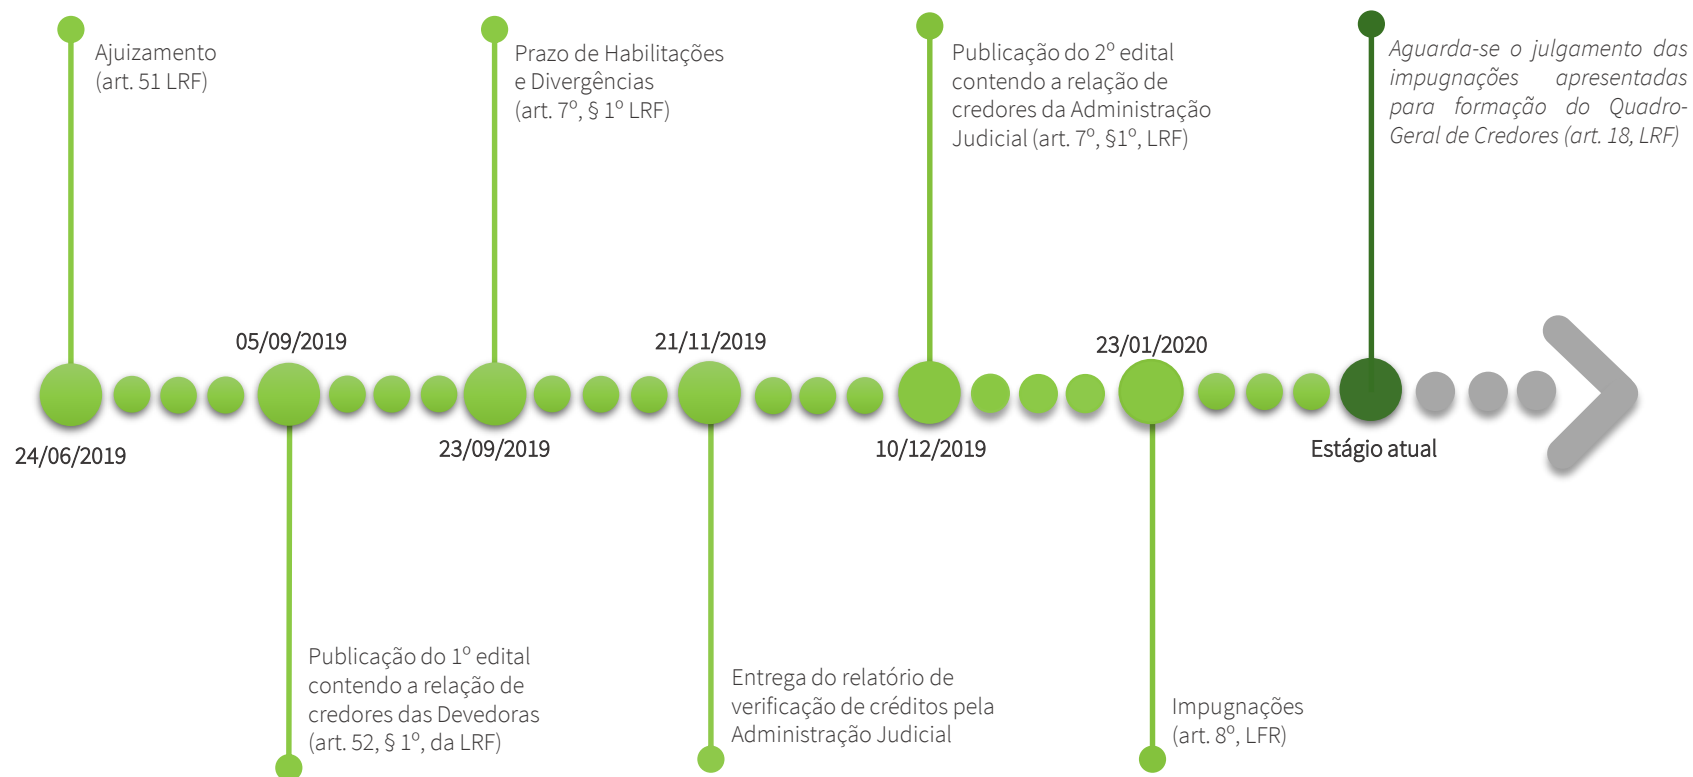 Ajuizamento
(art. 51 LRF)
Prazo de Habilitações
e Divergências
(art. 7º, § 1º LRF)
Publicação do 2º edital
contendo a relação de
credores da Administração
Judicial (art. 7º, §1º, LRF)
Aguarda-se o julgamento das
impugnações apresentadas
para formação do Quadro-
Geral de Credores (art. 18, LRF)
05/09/2019
21/11/2019
23/01/2020
24/06/2019
23/09/2019
10/12/2019
Estágio atual
Publicação do 1º edital
contendo a relação de
credores das Devedoras
(art. 52, § 1º, da LRF)
Entrega do relatório de
verificação de créditos pela
Administração Judicial
Impugnações
(art. 8º, LFR)